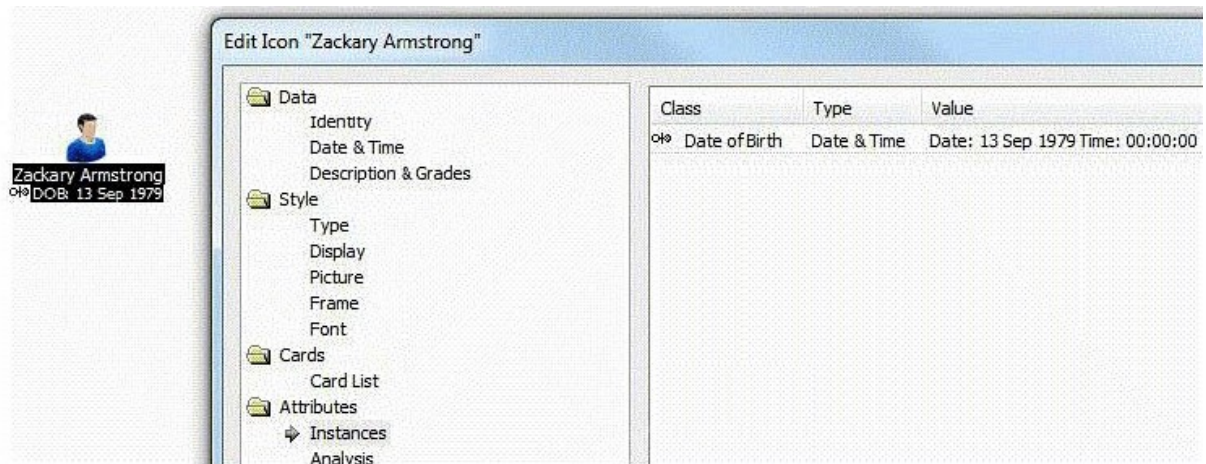 Edit Icon "Zackary Armstrong"
Zackary Armstrong
DOB: 13 Sep 1979
Data
Identity
Date & Time
Description & Grades
Style
Type
Display
Picture
Frame
Font
Cards
Card List
Attributes
Instances
Analysis
Class Type Value
Date of Birth Date & Time Date: 13 Sep 1979 Time: 00:00:00